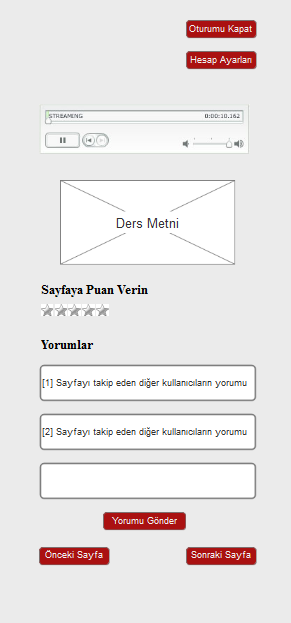 Oturumu Kapat
Hesap Ayarları
STREAMING 0:00:10.162
Ders Metni
Sayfaya Puan Verin
Yorumlar
[1] Sayfayı takip eden diğer kullanıcıların yorumu
[2] Sayfayı takip eden diğer kullanıcıların yorumu
Yorumu Gönder
Önceki Sayfa Sonraki Sayfa